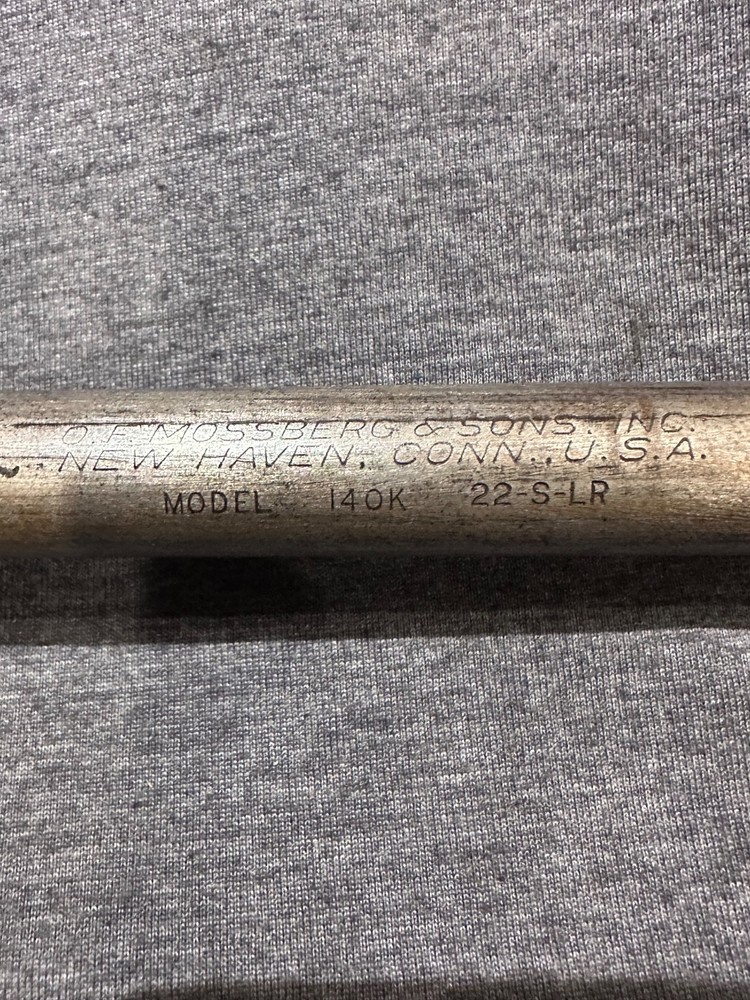 O.F. MOSSBERG & SONS. INC.
NEW HAVEN, CONN., U.S.A.
MODEL 140K 22-S-LR